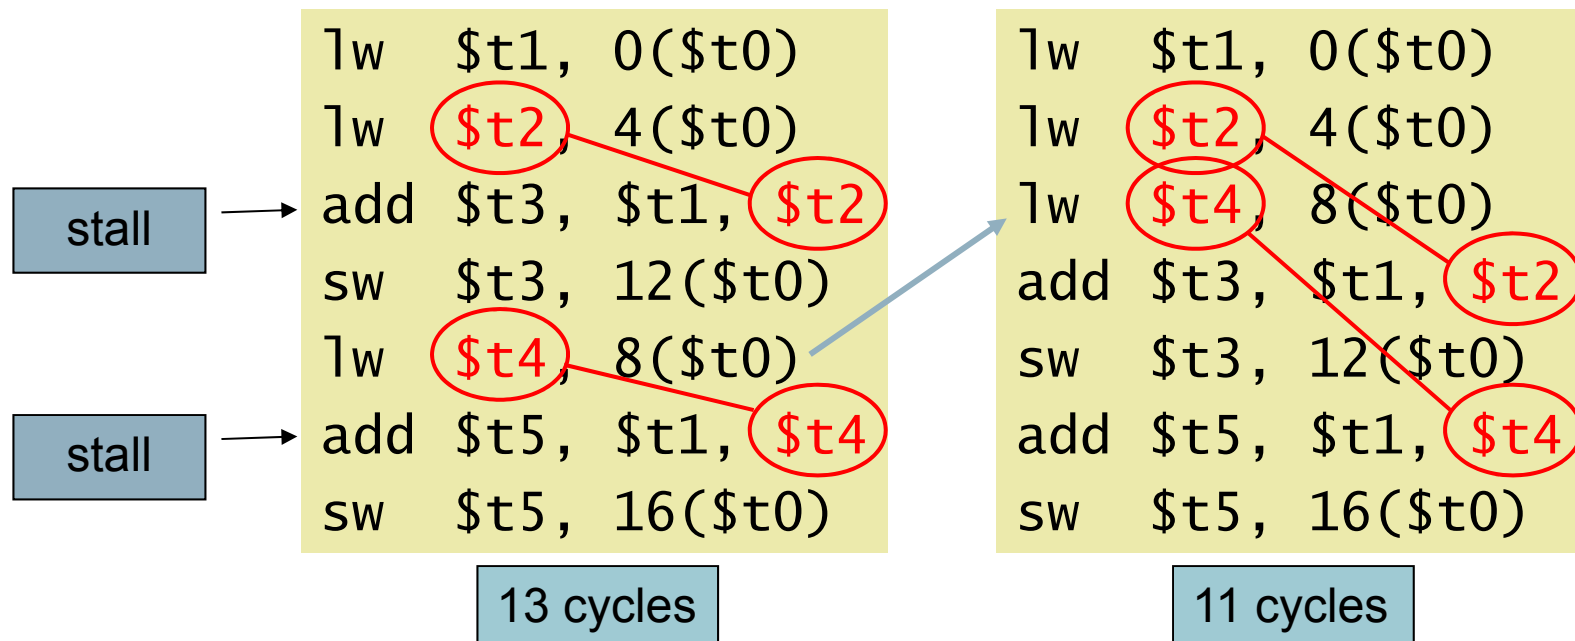 lw $t1, 0($t0)
lw $t2, 4($t0)
stall
add $t3, $t1, $t2
sw $t3, 12($t0)
lw $t4, 8($t0)
stall
add $t5, $t1, $t4
sw $t5, 16($t0)
13 cycles
lw $t1, 0($t0)
lw $t2, 4($t0)
lw $t4, 8($t0)
add $t3, $t1, $t2
sw $t3, 12($t0)
add $t5, $t1, $t4
sw $t5, 16($t0)
11 cycles